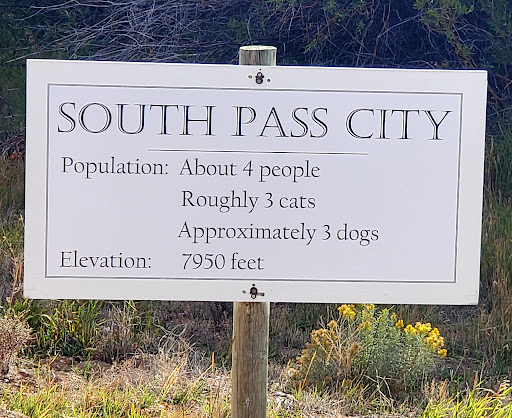 SOUTH PASS CITY
Population: About 4 people
Roughly 3 cats
Approximately 3 dogs
Elevation: 7950 feet